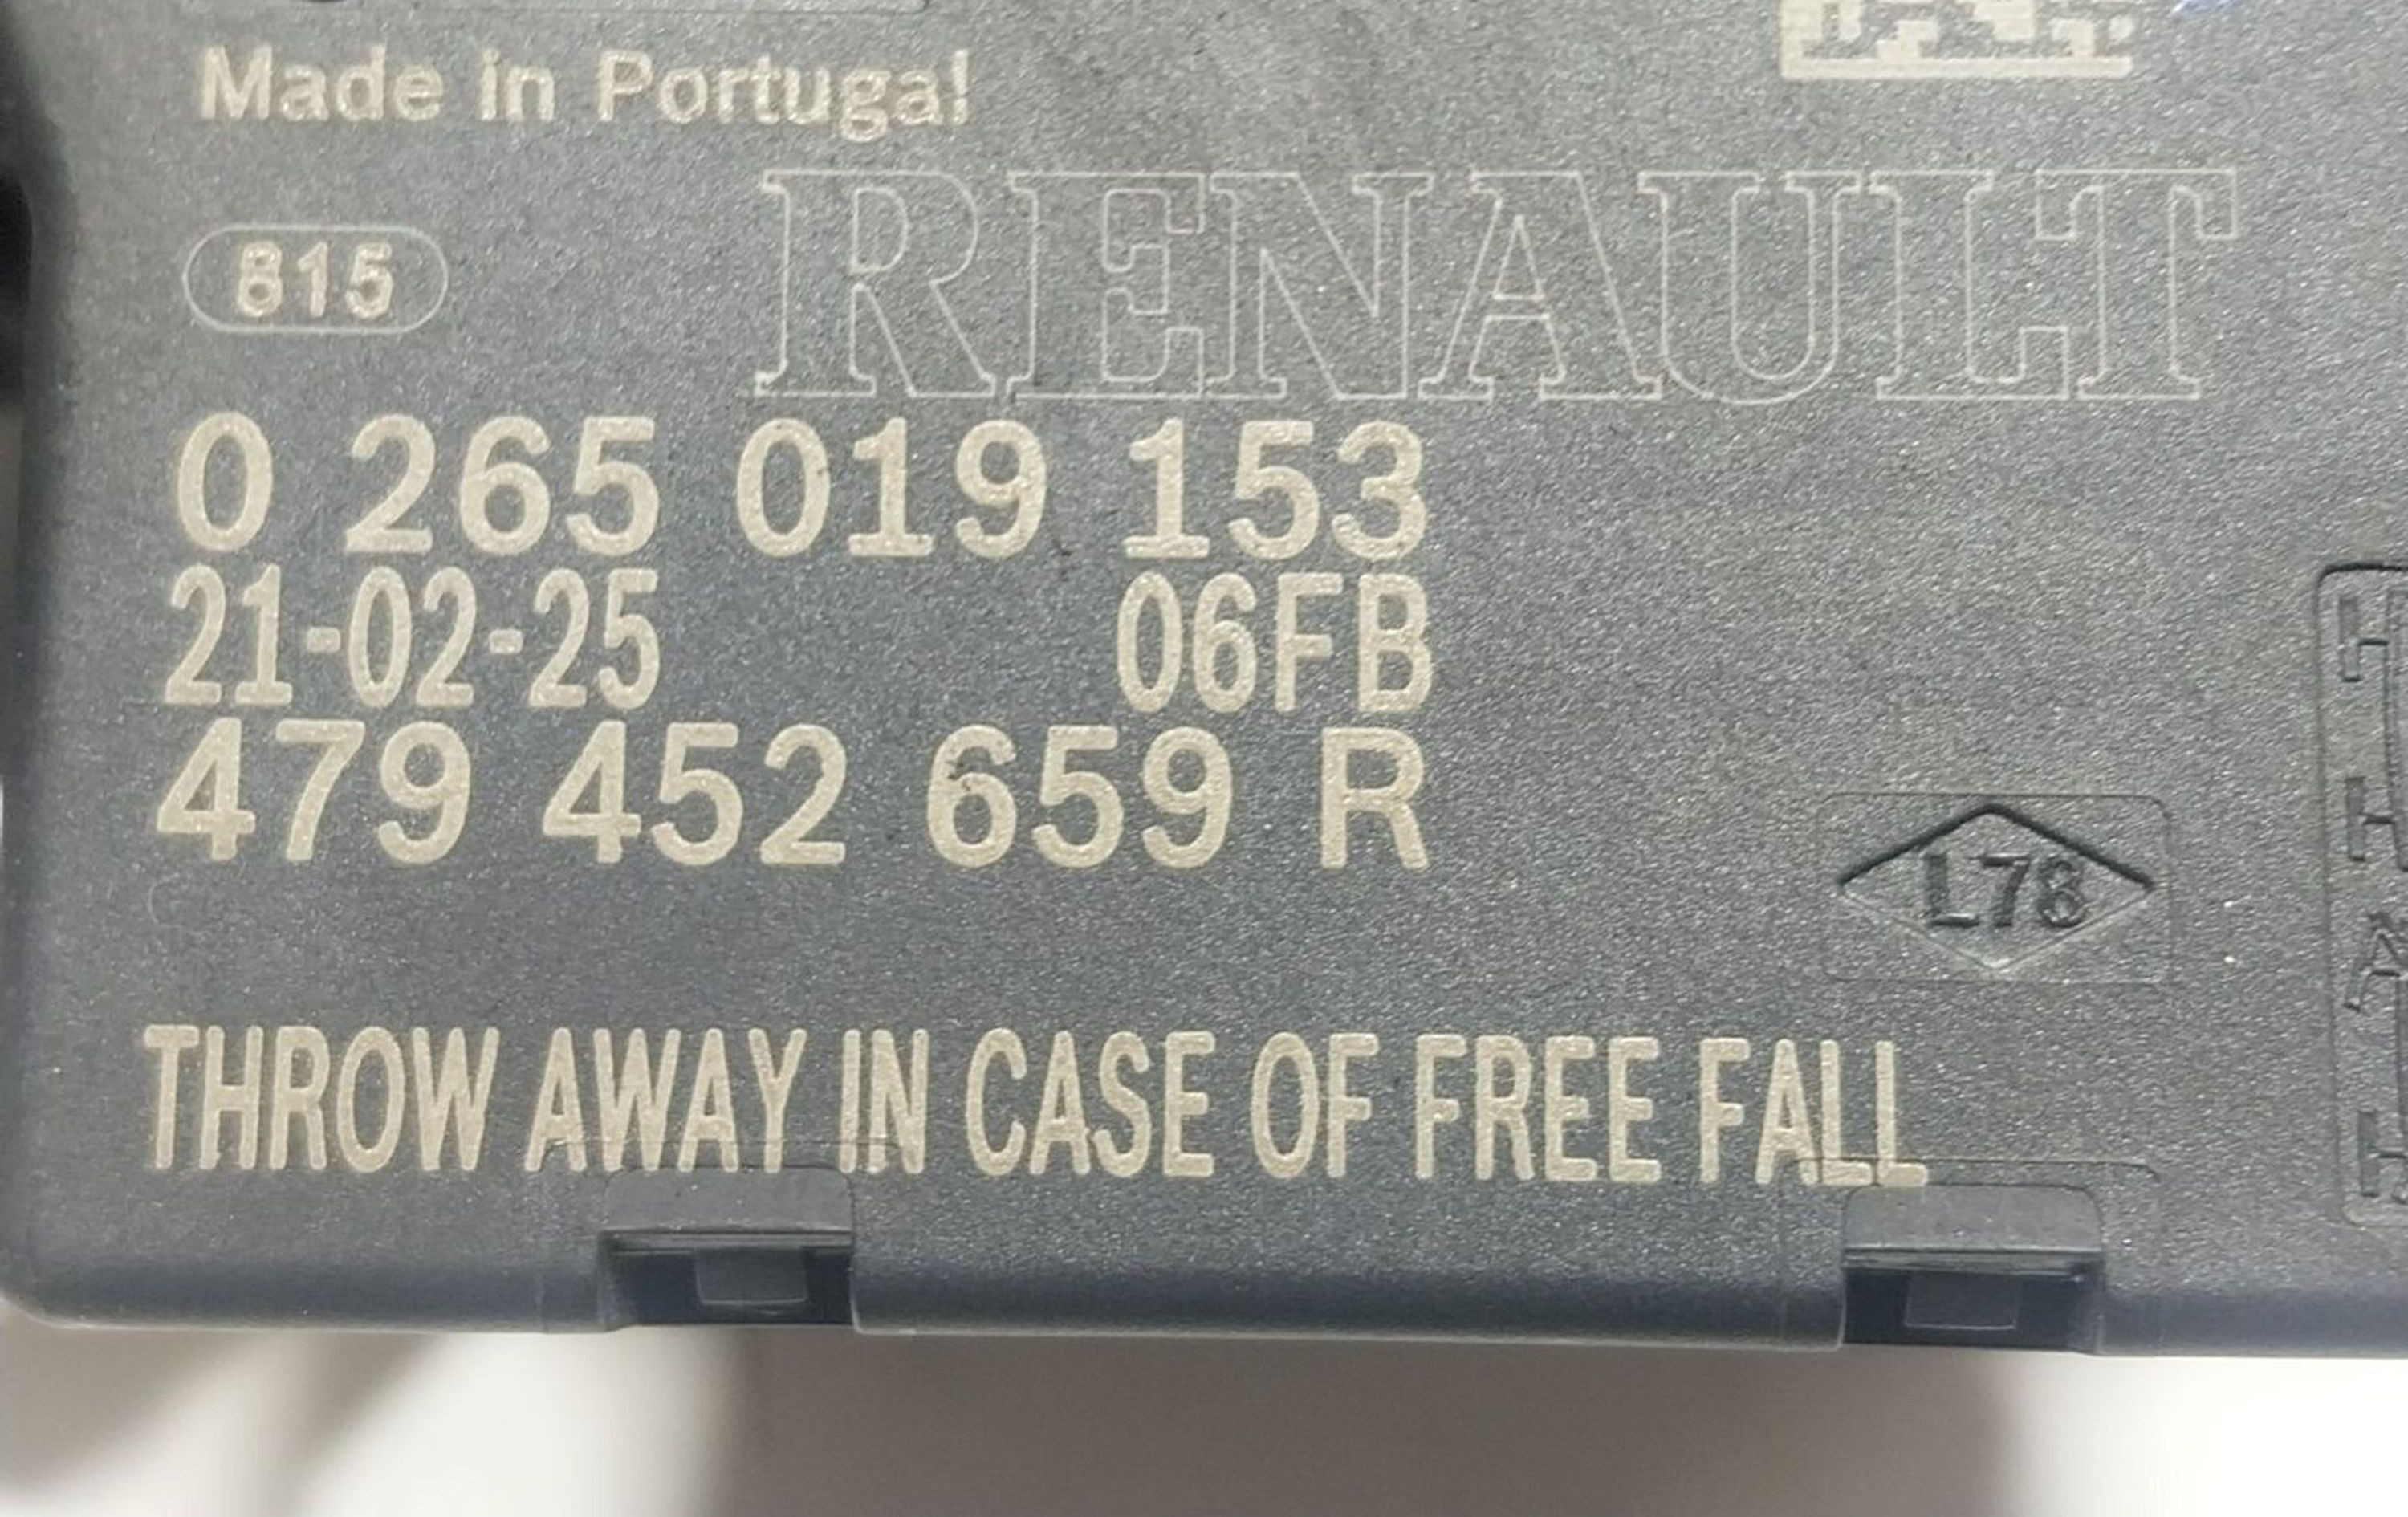 Made in Portugal
RENAULT
815
0 265 019 153
21-02-25 06FB
479 452 659 R
L78
THROW AWAY IN CASE OF FREE FALL